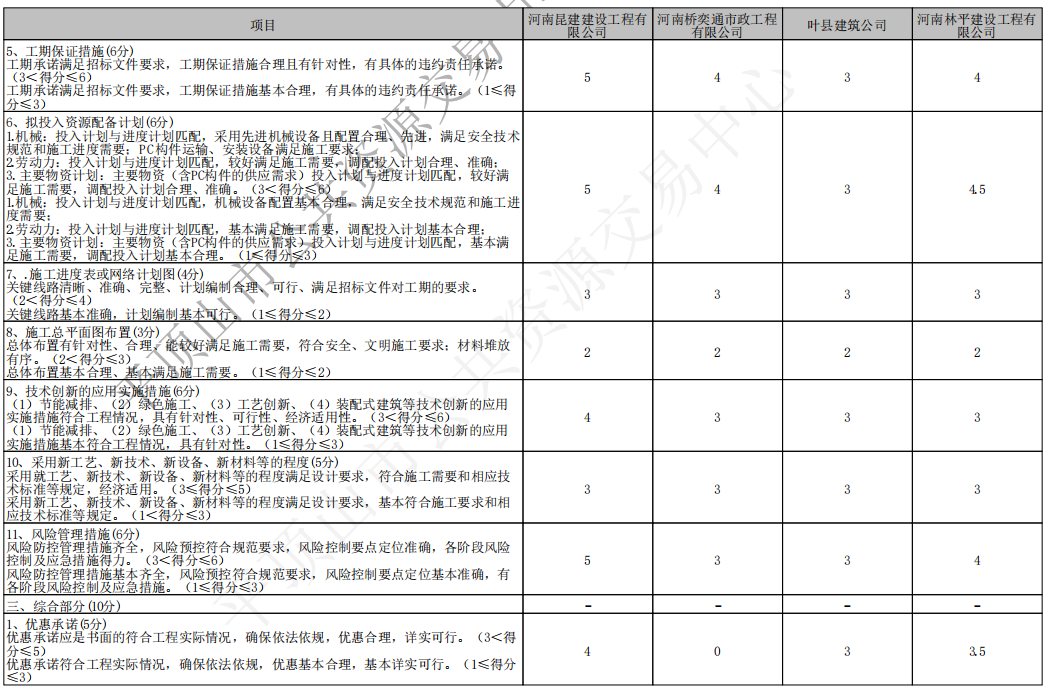 项目
河南昆建建设工程有
限公司
河南桥奕通市政工程
有限公司
叶县建筑公司
河南林平建设工程有
限公司
5、工期保证措施(6分)
工期承诺满足招标文件要求，工期保证措施合理且有针对性，有具体的违约责任承诺。
（3＜得分≤6）
工期承诺满足招标文件要求，工期保证措施基本合理，有具体的违约责任承诺。（1≤得
分≤3）
5
4
3
4
6、拟投入资源配备计划(6分)
1.机械：投入计划与进度计划匹配，采用先进机械设备且配置合理、先进，满足安全技术
规范和施工进度需要；PC构件运输、安装设备满足施工要求；
2.劳动力：投入计划与进度计划匹配，较好满足施工需要，调配投入计划合理、准确；
3.主要物资计划：主要物资（含PC构件的供应需求）投入计划与进度计划匹配，较好满
足施工需要，调配投入计划合理、准确。（3＜得分≤6）
1.机械：投入计划与进度计划匹配，机械设备配置基本合理，满足安全技术规范和施工进
度需要；
2.劳动力：投入计划与进度计划匹配，基本满足施工需要，调配投入计划基本合理；
3.主要物资计划：主要物资（含PC构件的供应需求）投入计划与进度计划匹配，基本满
足施工需要，调配投入计划基本合理。（1≤得分≤3）
5
4
3
4.5
7、.施工进度表或网络计划图(4分)
关键线路清晰、准确、完整、计划编制合理、可行、满足招标文件对工期的要求。
（2＜得分≤4）
关键线路基本准确，计划编制基本可行。（1≤得分≤2）
3
3
3
3
8、施工总平面图布置(3分)
总体布置有针对性、合理，能较好满足施工需要，符合安全、文明施工要求；材料堆放
有序。（2＜得分≤3）
总体布置基本合理、基本满足施工需要。（1≤得分≤2）
2
2
2
2
9、技术创新的应用实施措施(6分)
（1）节能减排、（2）绿色施工、（3）工艺创新、（4）装配式建筑等技术创新的应用
实施措施符合工程情况，具有针对性、可行性、经济适用性。（3＜得分≤6）
（1）节能减排、（2）绿色施工、（3）工艺创新、（4）装配式建筑等技术创新的应用
实施措施基本符合工程情况，具有针对性。（1≤得分≤3）
4
3
3
3
10、采用新工艺、新技术、新设备、新材料等的程度(5分)
采用就工艺、新技术、新设备、新材料等的程度满足设计要求，符合施工需要和相应技
术标准等规定，经济适用。（3≤得分≤5）
采用新工艺、新技术、新设备、新材料等的程度满足设计要求，基本符合施工要求和相
应技术标准等规定。（1＜得分≤3）
3
3
3
3
11、风险管理措施(6分)
风险防控管理措施齐全，风险预控符合规范要求，风险控制要点定位准确，各阶段风险
控制及应急措施得力。（3＜得分≤6）
风险防控管理措施基本齐全，风险预控符合规范要求，风险控制要点定位基本准确，有
各阶段风险控制及应急措施。（1≤得分≤3）
5
3
3
4
三、综合部分(10分)
-
-
-
-
1、优惠承诺(5分)
优惠承诺应是书面的符合工程实际情况，确保依法依规，优惠合理，详实可行。（3＜得
分≤5）
优惠承诺符合工程实际情况，确保依法依规，优惠基本合理，基本详实可行。（1≤得分
≤3）
4
0
3
3.5
平顶山市公共资源交易中心
平顶山市公共资源交易中心